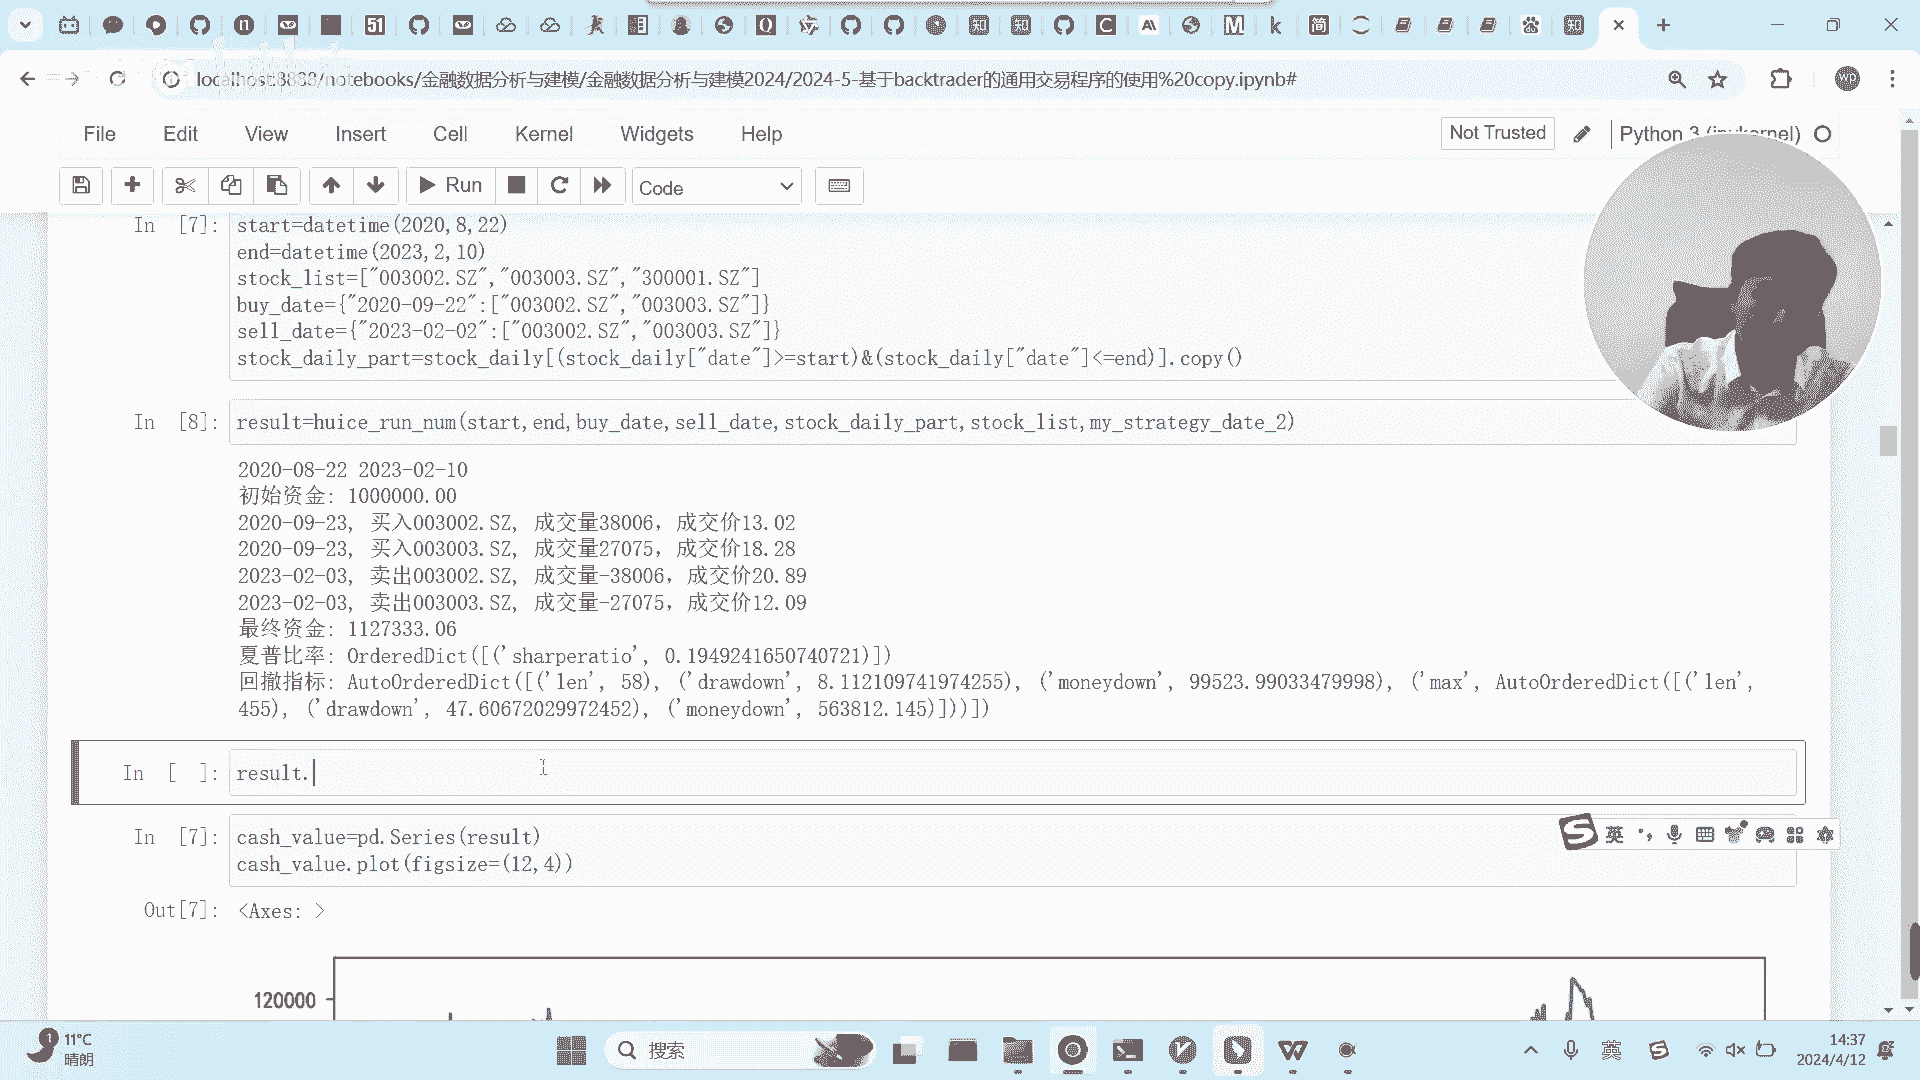 localhost:8888/notebooks/金融数据分析与建模/金融数据分析与建模2024/2024-5-基于backtrader的通用交易程序的使用%20copy.ipynb#
wp
File Edit View Insert Cell Kernel Widgets Help
Not Trusted
Python 3 (ipykernel)
Run
Code
In [7]:
start=datetime(2020,8,22)
end=datetime(2023,2,10)
stock_list=["003002.SZ","003003.SZ","300001.SZ"]
buy_date={"2020-09-22":["003002.SZ","003003.SZ"]}
sell_date={"2023-02-02":["003002.SZ","003003.SZ"]}
stock_daily_part=stock_daily[(stock_daily["date"]>=start)&(stock_daily["date"]<=end)].copy()
In [8]:
result=huice_run_num(start,end,buy_date,sell_date,stock_daily_part,stock_list,my_strategy_date_2)
2020-08-22 2023-02-10
初始资金: 1000000.00
2020-09-23, 买入003002.SZ, 成交量38006，成交价13.02
2020-09-23, 买入003003.SZ, 成交量27075，成交价18.28
2023-02-03, 卖出003002.SZ, 成交量-38006，成交价20.89
2023-02-03, 卖出003003.SZ, 成交量-27075，成交价12.09
最终资金: 1127333.06
夏普比率: OrderedDict([('sharperatio', 0.1949241650740721)])
回撤指标: AutoOrderedDict([('len', 58), ('drawdown', 8.112109741974255), ('moneydown', 99523.99033479998), ('max', AutoOrderedDict([('len',
455), ('drawdown', 47.60672029972452), ('moneydown', 563812.145)]))])
In [ ]:
result.
In [7]:
cash_value=pd.Series(result)
cash_value.plot(figsize=(12,4))
英
Out[7]:
<Axes: >
120000
1
11°C
晴朗
搜索
英
14:37
2024/4/12